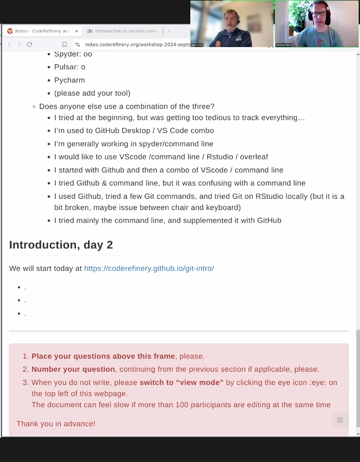 Notes - CodeRefinery wo
Introduction to version cont
notes.coderefinery.org/workshop-2024-sept
Spyder: oo
Pulsar: o
Pycharm
(please add your tool)
Does anyone else use a combination of the three?
I tried at the beginning, but was getting too tedious to track everything...
I'm used to GitHub Desktop / VS Code combo
I'm generally working in spyder/command line
I would like to use VScode /command line / Rstudio / overleaf
I started with Github and then a combo of VScode / command line
I tried Github & command line, but it was confusing with a command line
I used Github, tried a few Git commands, and tried Git on RStudio locally (but it is a
bit broken, maybe issue between chair and keyboard)
I tried mainly the command line, and supplemented it with GitHub
Introduction, day 2
We will start today at https://coderefinery.github.io/git-intro/
.
.
.
1. Place your questions above this frame, please.
2. Number your question, continuing from the previous section if applicable, please.
3. When you do not write, please switch to “view mode” by clicking the eye icon :eye: on
the top left of this webpage.
The document can feel slow if more than 100 participants are editing at the same time
Thank you in advance!